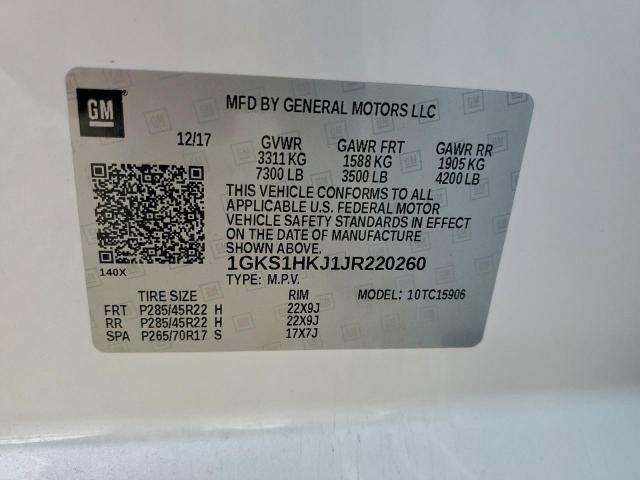 GM
MFD BY GENERAL MOTORS LLC
12/17 GVWR GAWR FRT GAWR RR
3311 KG 1588 KG 1905 KG
7300 LB 3500 LB 4200 LB
THIS VEHICLE CONFORMS TO ALL
APPLICABLE U.S. FEDERAL MOTOR
VEHICLE SAFETY STANDARDS IN EFFECT
ON THE DATE OF MANUFACTURE
SHOWN ABOVE.
140X 1GKS1HKJ1JR220260
TYPE: M.P.V.
TIRE SIZE RIM MODEL: 10TC15906
FRT P285/45R22 H 22X9J
RR P285/45R22 H 22X9J
SPA P265/70R17 S 17X7J